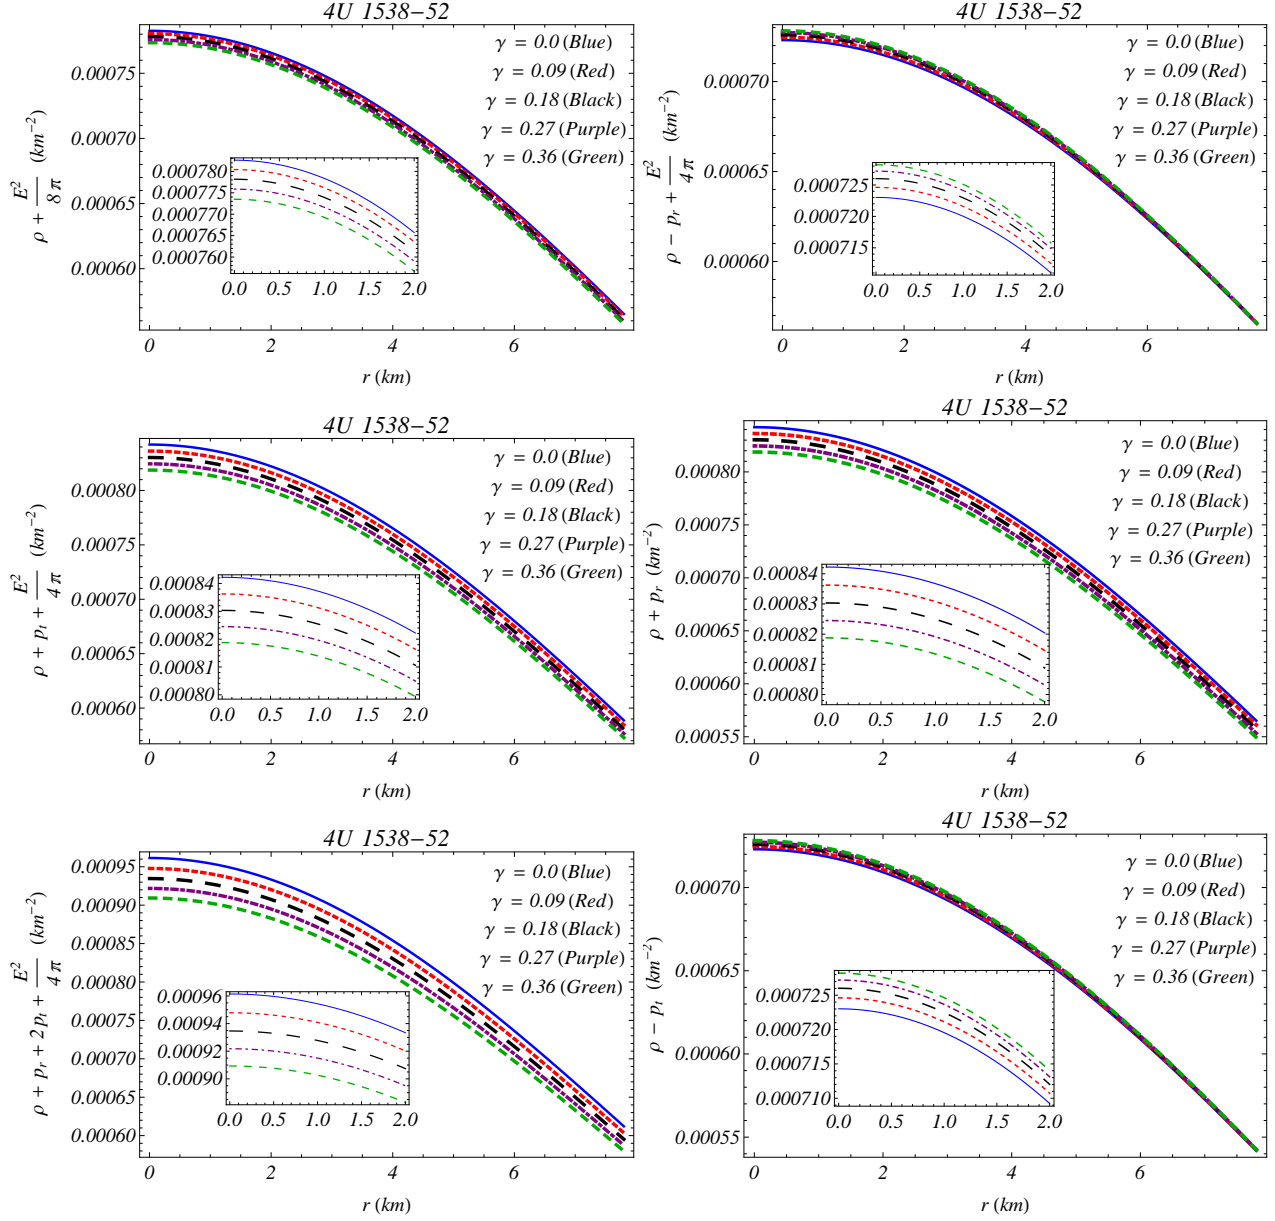 4U 1538−52
γ = 0.0 (Blue)
γ = 0.09 (Red)
γ = 0.18 (Black)
γ = 0.27 (Purple)
γ = 0.36 (Green)
0.00075
0.00070
0.00065
0.00060
ρ + E²/8π (km⁻²)
0.000780
0.000775
0.000770
0.000765
0.000760
0.0 0.5 1.0 1.5 2.0
0 2 4 6
r (km)
4U 1538−52
γ = 0.0 (Blue)
γ = 0.09 (Red)
γ = 0.18 (Black)
γ = 0.27 (Purple)
γ = 0.36 (Green)
0.00070
0.00065
0.00060
ρ − p_r + E²/4π (km⁻²)
0.000725
0.000720
0.000715
0.0 0.5 1.0 1.5 2.0
0 2 4 6
r (km)
4U 1538−52
γ = 0.0 (Blue)
γ = 0.09 (Red)
γ = 0.18 (Black)
γ = 0.27 (Purple)
γ = 0.36 (Green)
0.00080
0.00075
0.00070
0.00065
0.00060
ρ + p_t + E²/4π (km⁻²)
0.00084
0.00083
0.00082
0.00081
0.00080
0.0 0.5 1.0 1.5 2.0
0 2 4 6
r (km)
4U 1538−52
γ = 0.0 (Blue)
γ = 0.09 (Red)
γ = 0.18 (Black)
γ = 0.27 (Purple)
γ = 0.36 (Green)
0.00080
0.00075
0.00070
0.00065
0.00060
0.00055
ρ + p_r (km⁻²)
0.00084
0.00083
0.00082
0.00081
0.00080
0.0 0.5 1.0 1.5 2.0
0 2 4 6
r (km)
4U 1538−52
γ = 0.0 (Blue)
γ = 0.09 (Red)
γ = 0.18 (Black)
γ = 0.27 (Purple)
γ = 0.36 (Green)
0.00095
0.00090
0.00085
0.00080
0.00075
0.00070
0.00065
0.00060
ρ + p_r + 2p_t + E²/4π (km⁻²)
0.00096
0.00094
0.00092
0.00090
0.0 0.5 1.0 1.5 2.0
0 2 4 6
r (km)
4U 1538−52
γ = 0.0 (Blue)
γ = 0.09 (Red)
γ = 0.18 (Black)
γ = 0.27 (Purple)
γ = 0.36 (Green)
0.00070
0.00065
0.00060
0.00055
ρ − p_t (km⁻²)
0.000725
0.000720
0.000715
0.000710
0.0 0.5 1.0 1.5 2.0
0 2 4 6
r (km)